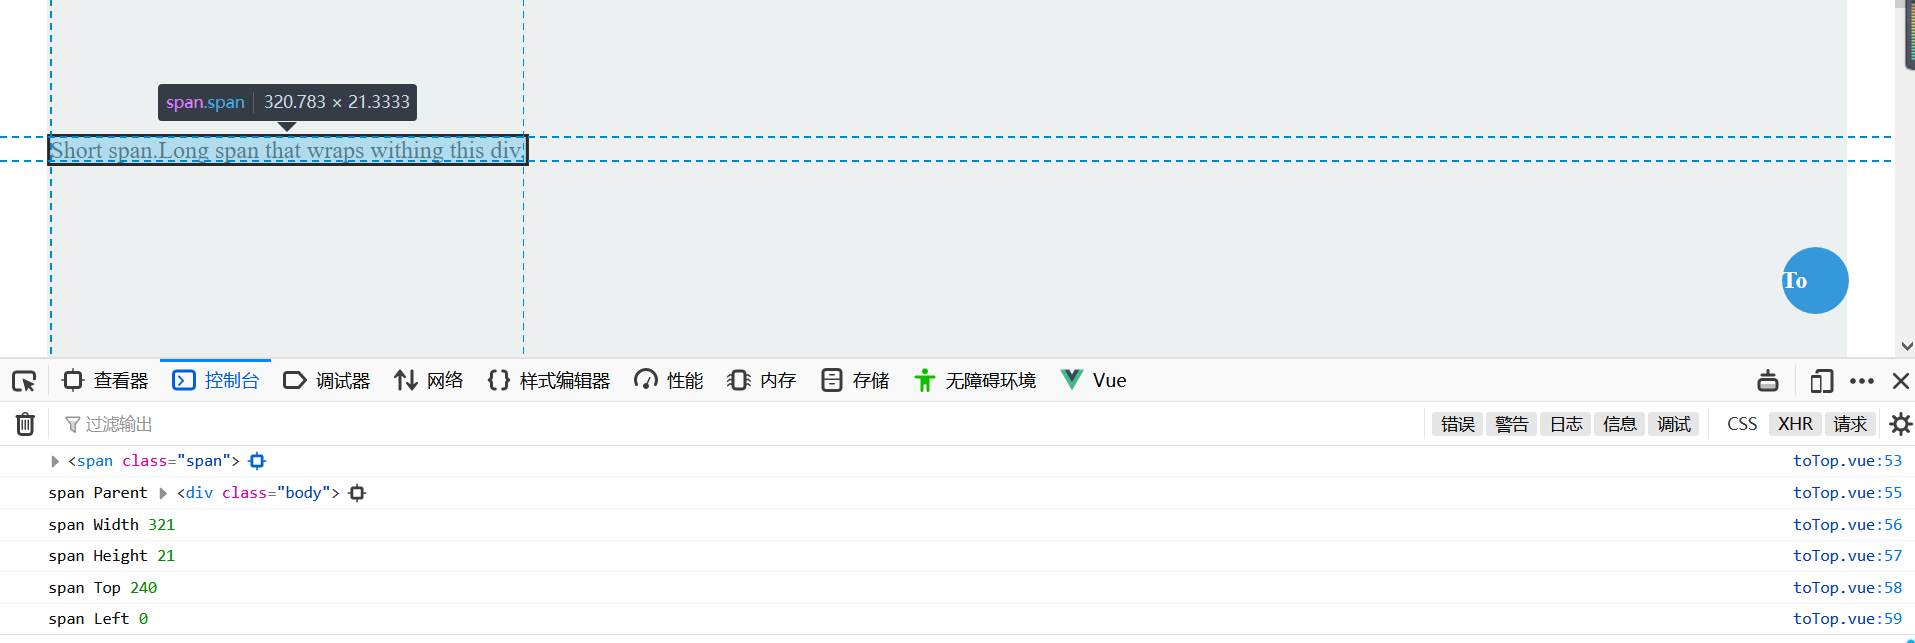 span.span 320.783 × 21.3333
Short span.Long span that wraps withing this div.
To
查看器 控制台 调试器 网络 样式编辑器 性能 内存 存储 无障碍环境 Vue
过滤输出 错误 警告 日志 信息 调试 CSS XHR 请求
<span class="span"> toTop.vue:53
span Parent <div class="body"> toTop.vue:55
span Width 321 toTop.vue:56
span Height 21 toTop.vue:57
span Top 240 toTop.vue:58
span Left 0 toTop.vue:59